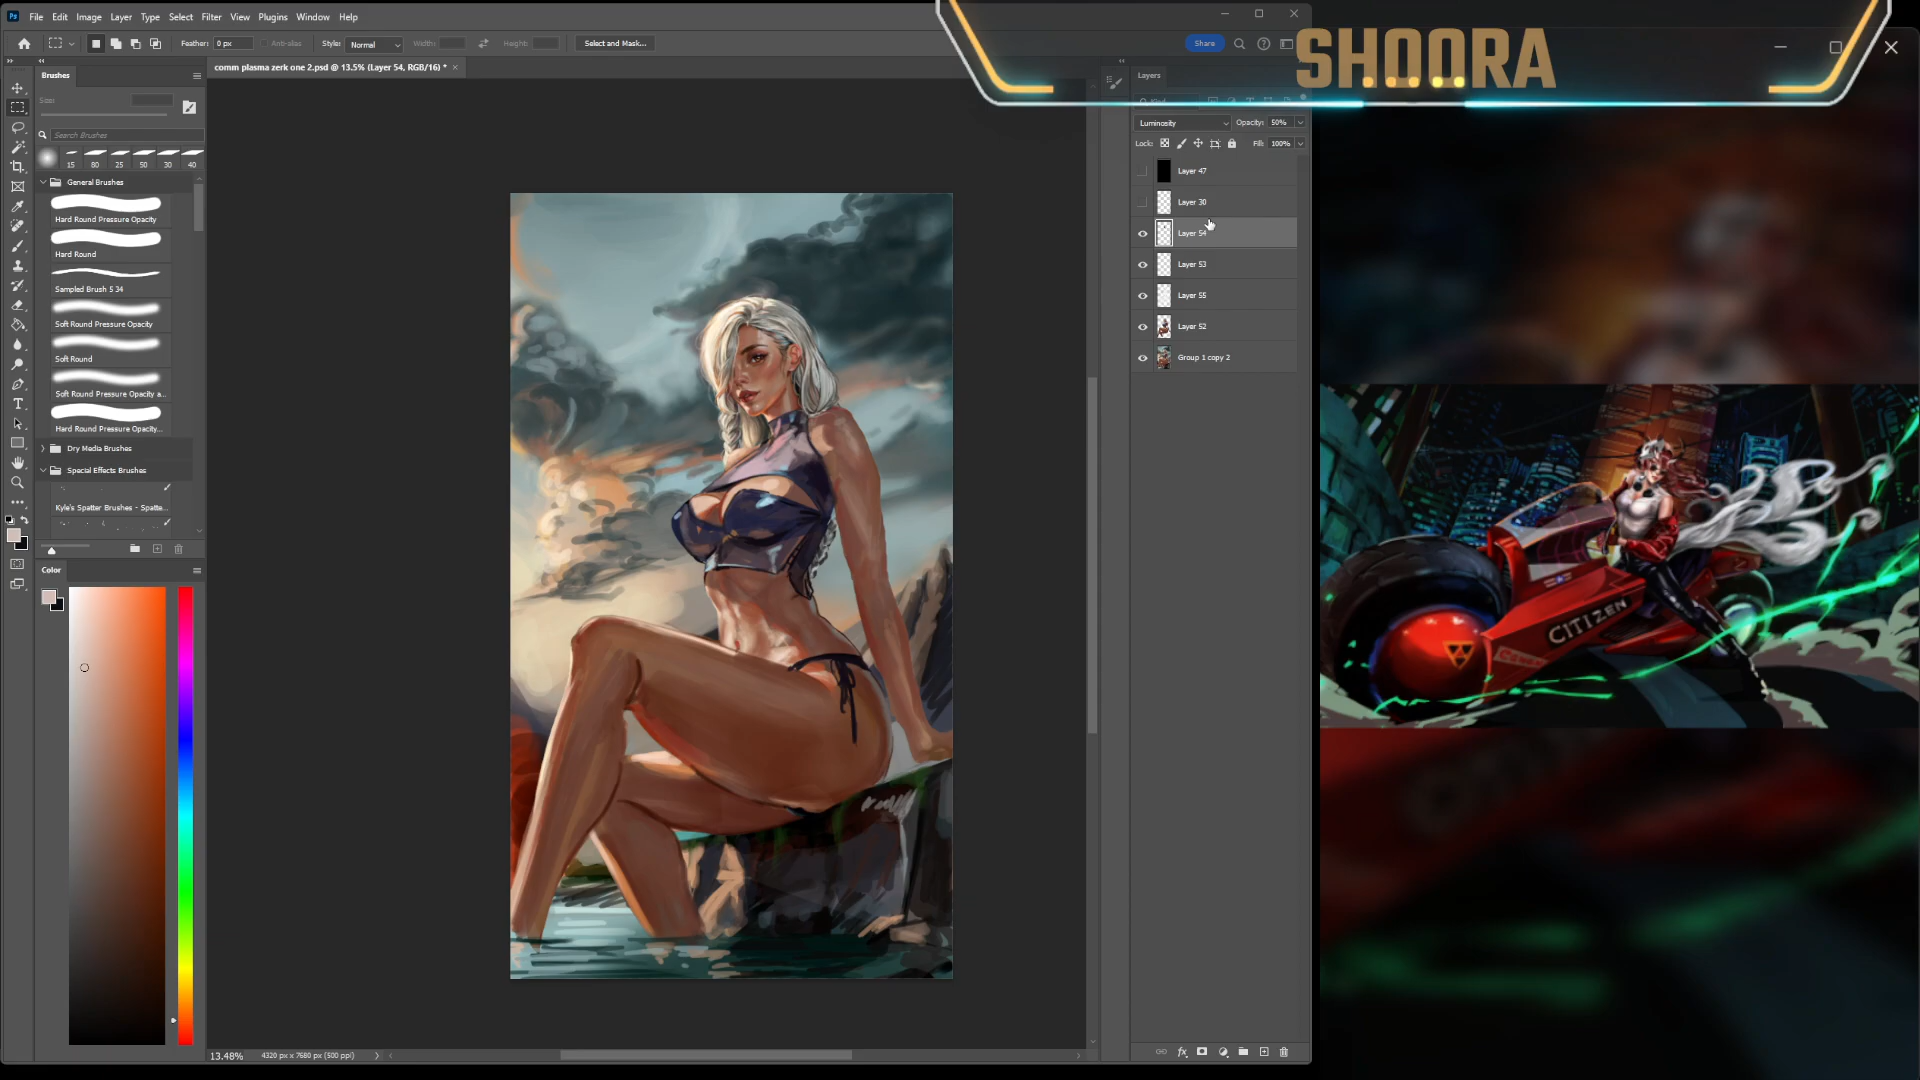 File Edit Image Layer Type Select Filter View Plugins Window Help
Feather: 0 px Anti-alias Style: Normal Width: Height: Select and Mask... Share
SHOORA
comm plasma zerk one 2.psd @ 13.5% (Layer 54, RGB/16) *
Brushes
Size:
Search Brushes
15 80 25 50 30 40
General Brushes
Hard Round Pressure Opacity
Hard Round
Sampled Brush 5 34
Soft Round Pressure Opacity
Soft Round
Soft Round Pressure Opacity a...
Hard Round Pressure Opacity...
Dry Media Brushes
Special Effects Brushes
Kyle's Spatter Brushes - Spatte...
Color
Layers
Luminosity Opacity: 50%
Lock: Fill: 100%
Layer 47
Layer 30
Layer 54
Layer 53
Layer 55
Layer 52
Group 1 copy 2
CITIZEN
13.48% 4320 px x 7680 px (500 ppi)